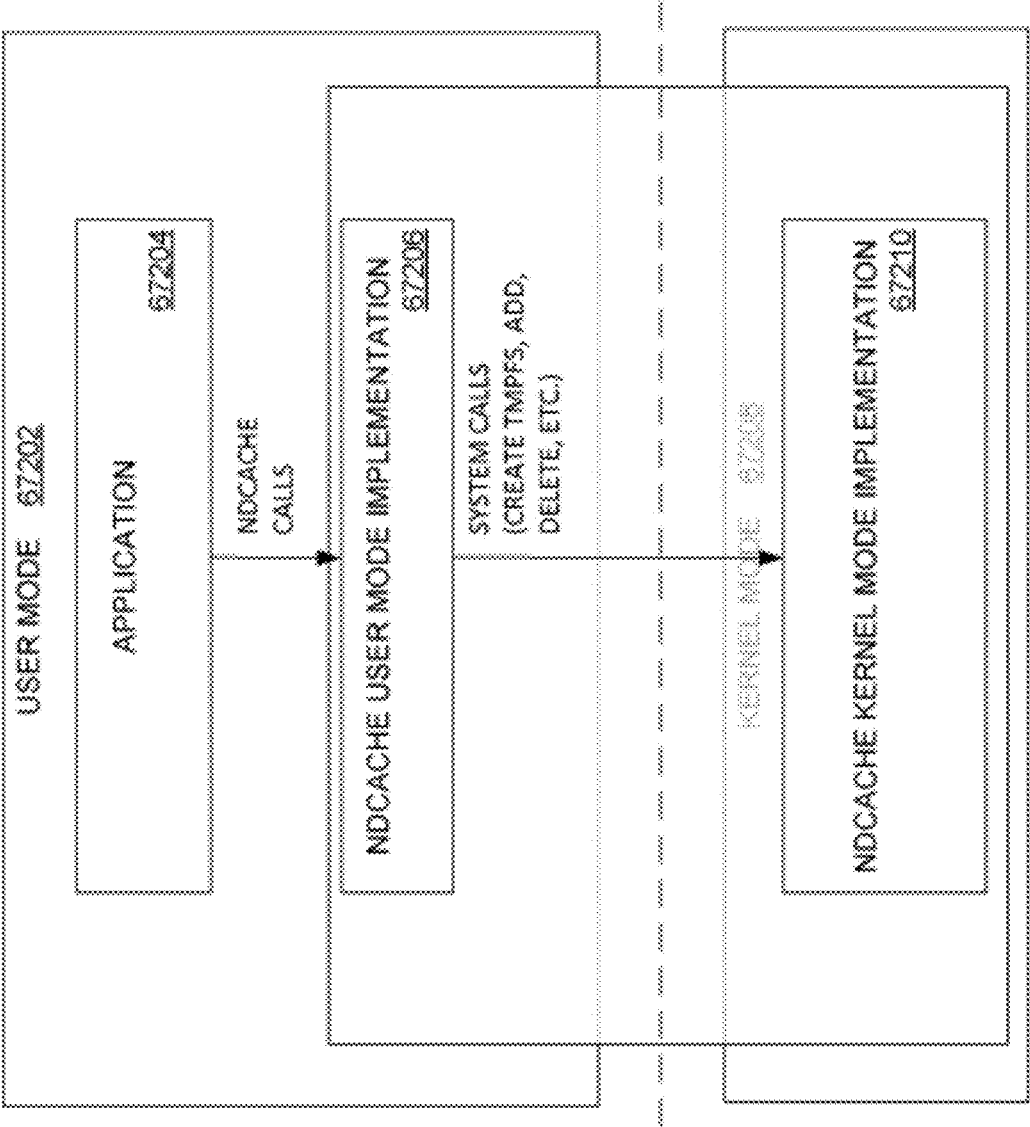 USER MODE 67202
APPLICATION
67204
NDCACHE
CALLS
NDCACHE USER MODE IMPLEMENTATION
67206
SYSTEM CALLS
(CREATE TMPFS, ADD,
DELETE, ETC.)
KERNEL MODE 67208
NDCACHE KERNEL MODE IMPLEMENTATION
67210